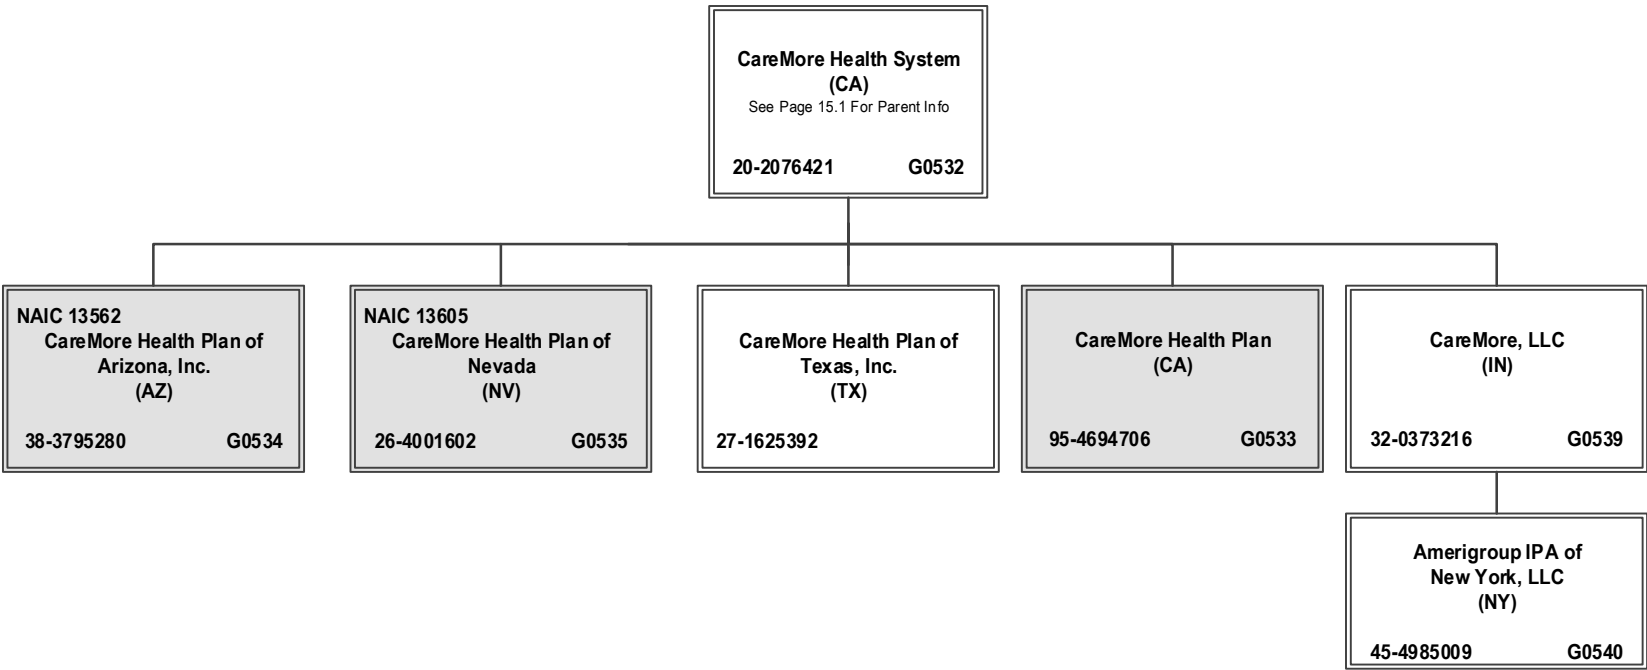 CareMore Health System
(CA)
See Page 15.1 For Parent Info
20-2076421 G0532
NAIC 13562
CareMore Health Plan of
Arizona, Inc.
(AZ)
38-3795280 G0534
NAIC 13605
CareMore Health Plan of
Nevada
(NV)
26-4001602 G0535
CareMore Health Plan of
Texas, Inc.
(TX)
27-1625392
CareMore Health Plan
(CA)
95-4694706 G0533
CareMore, LLC
(IN)
32-0373216 G0539
Amerigroup IPA of
New York, LLC
(NY)
45-4985009 G0540